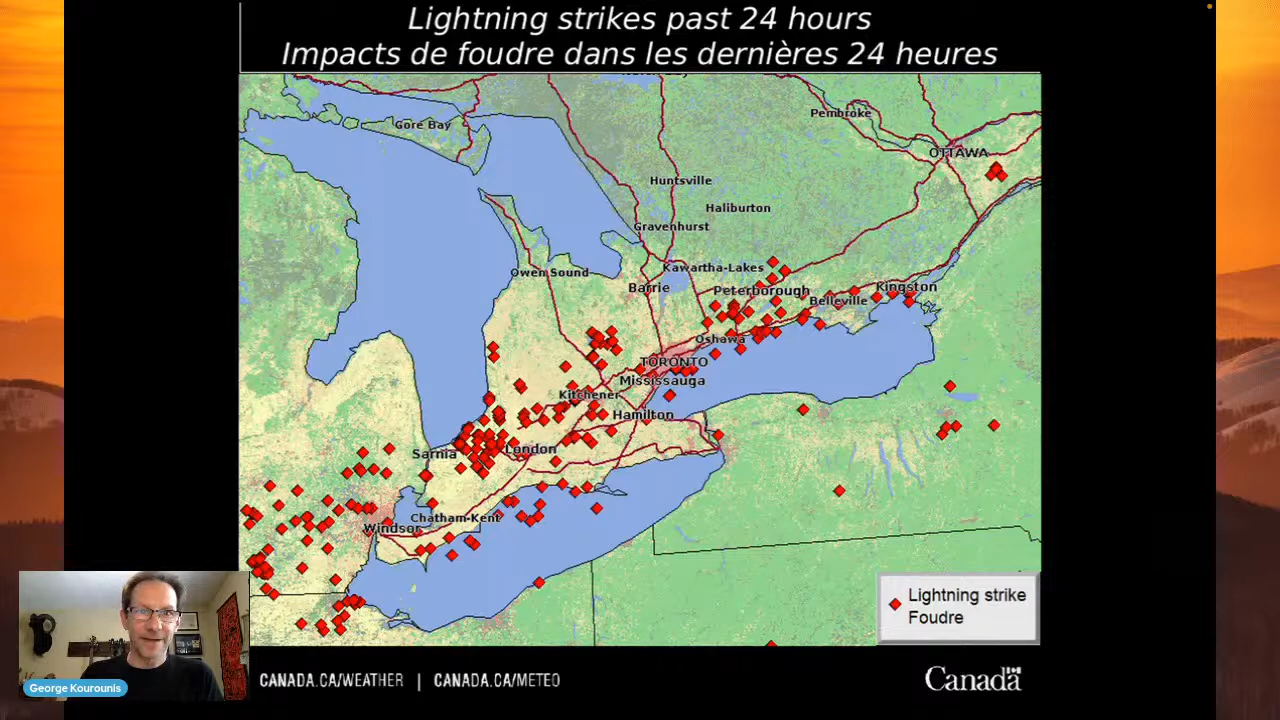 Lightning strikes past 24 hours
Impacts de foudre dans les dernières 24 heures
Gore Bay
Pembroke
OTTAWA
Huntsville
Haliburton
Gravenhurst
Owen Sound
Kawartha-Lakes
Barrie
Peterborough
Kingston
Belleville
Oshawa
TORONTO
Mississauga
Kitchener
Hamilton
Sarnia
London
Chatham-Kent
Windsor
Lightning strike
Foudre
George Kourounis
CANADA.CA/WEATHER | CANADA.CA/METEO
Canada